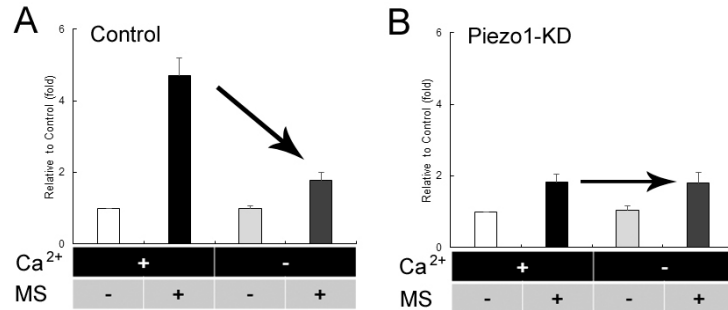 A
Control
Relative to Control (fold)
6
4
2
0
Ca²⁺
+
-
MS
-
+
-
+
B
Piezo1-KD
Relative to Control (fold)
6
4
2
0
Ca²⁺
+
-
MS
-
+
-
+